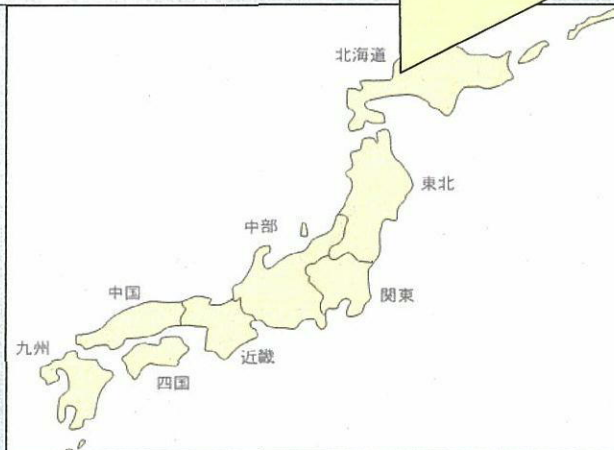 北海道
東北
中部
中国
関東
九州
近畿
四国